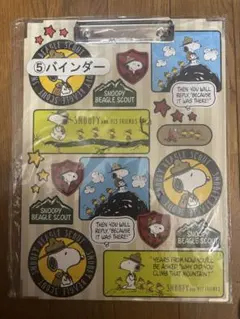 ⑤バインダー
BEAGLE SCOUT
SNOOPY
BEAGLE SCOUT
THEN YOU WILL
REPLY, "BECAUSE
IT WAS THERE!"
SNOOPY AND HIS FRIENDS
SNOOPY
BEAGLE SCOUT
THEN YOU WILL
REPLY, "BECAUSE
IT WAS THERE!"
SNOOPY BEAGLE SCOUT
"YEARS FROM NOW YOU'LL
BE ASKED 'WHY DID YOU
CLIMB THAT MOUNTAIN?'"
SNOOPY AND HIS FRIENDS